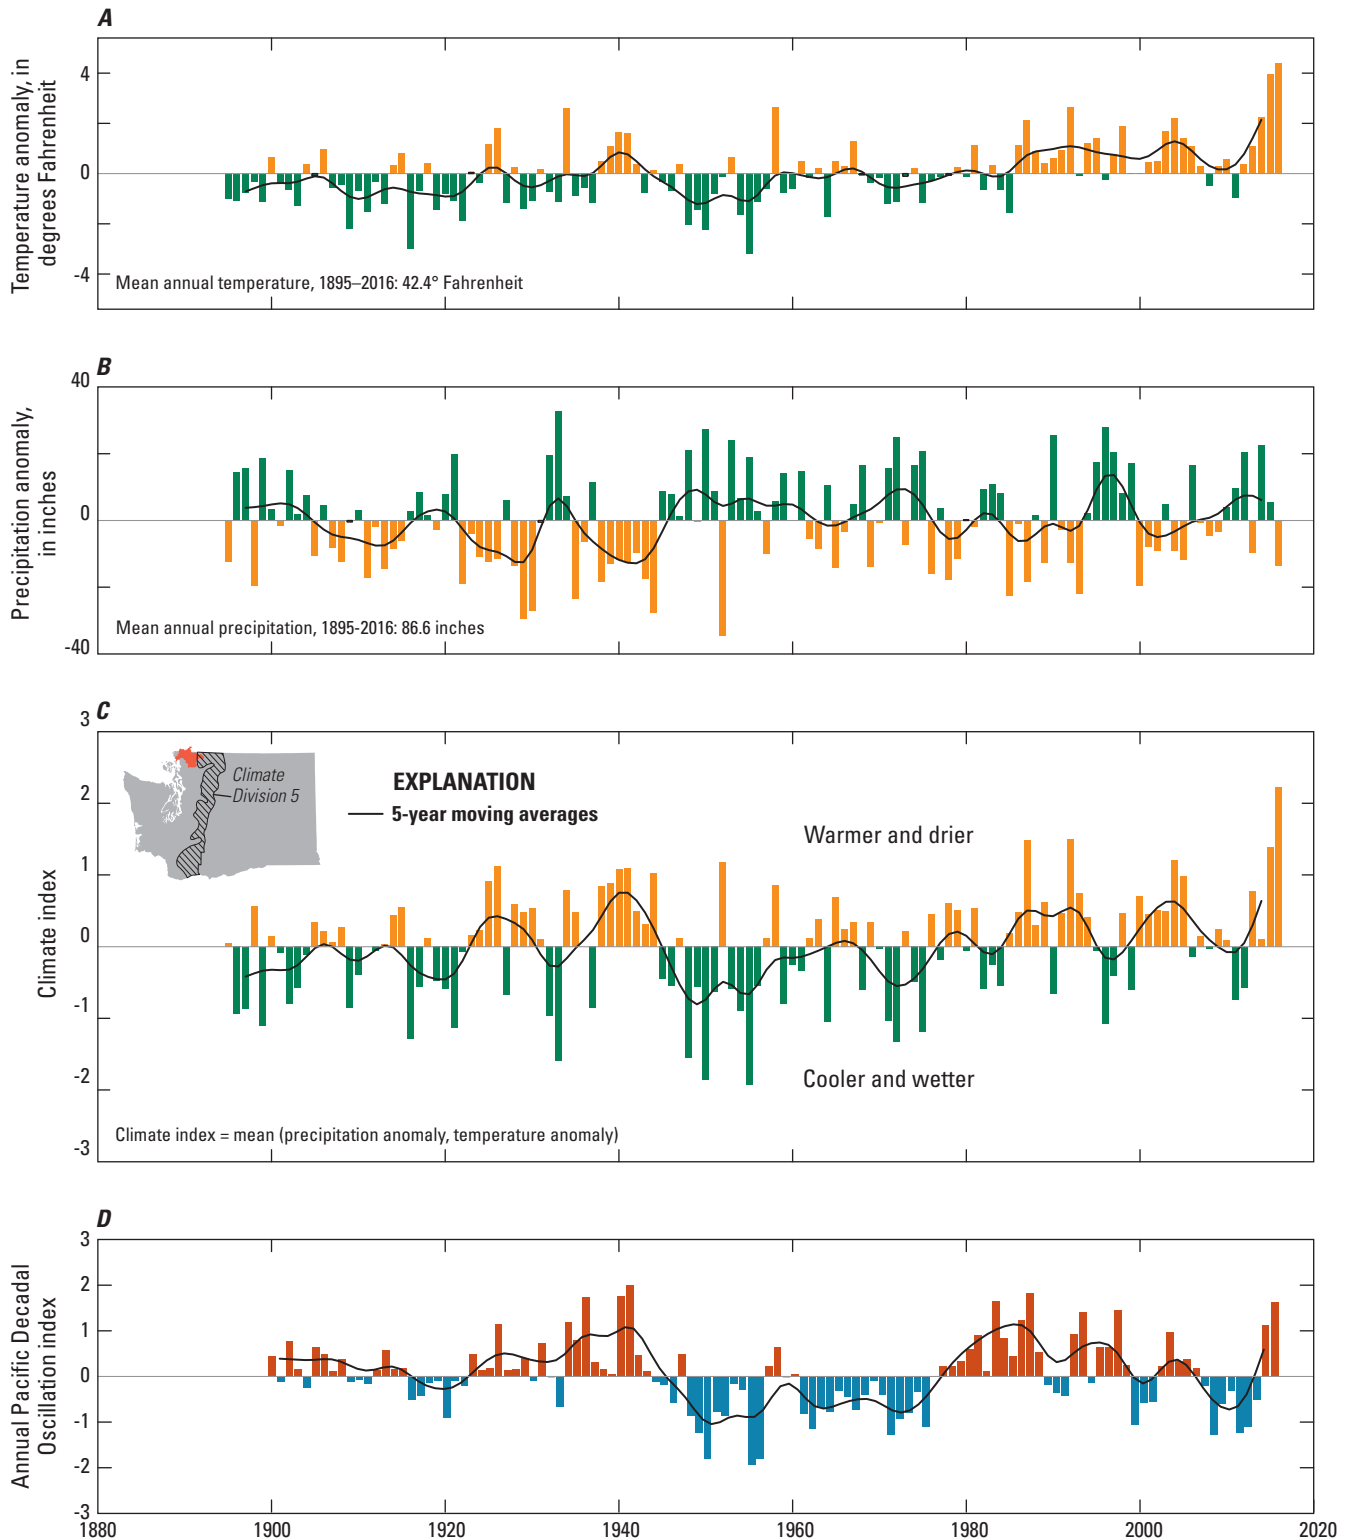 A
Temperature anomaly, in
degrees Fahrenheit
4
0
-4
Mean annual temperature, 1895–2016: 42.4° Fahrenheit
B
Precipitation anomaly,
in inches
40
20
0
-40
Mean annual precipitation, 1895-2016: 86.6 inches
C
Climate index
3
2
1
0
-1
-2
-3
Climate
Division 5
EXPLANATION
5-year moving averages
Warmer and drier
Cooler and wetter
Climate index = mean (precipitation anomaly, temperature anomaly)
D
Annual Pacific Decadal
Oscillation index
3
2
1
0
-1
-2
-3
1880 1900 1920 1940 1960 1980 2000 2020